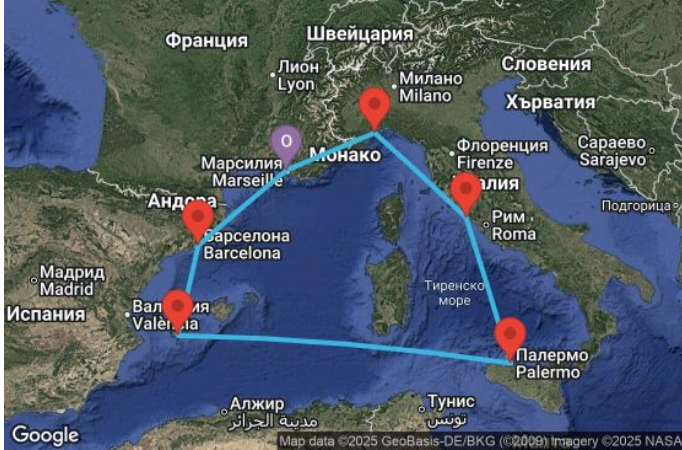 Франция
Швейцария
Лион
Lyon
Милано
Milano
Словения
Хърватия
О
Марсилия
Marseille
Монако
Флоренция
Firenze
Сараево
Sarajevo
Андора
Подгорица
Рим
Roma
Барселона
Barcelona
Мадрид
Madrid
Тиренско
море
Испания
València
Палермо
Palermo
Алжир
مدينة الجزائر
Тунис
تونس
Google
Map data ©2025 GeoBasis-DE/BKG (©2009) Imagery ©2025 NASA